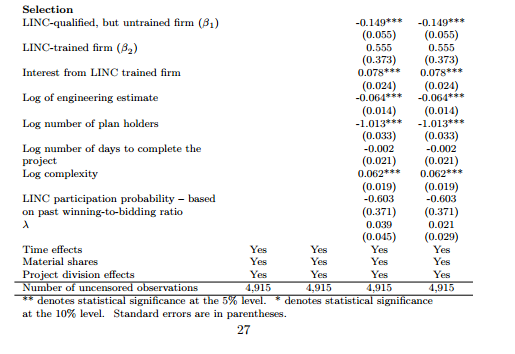 Selection
LINC-qualified, but untrained firm (β₁) -0.149*** -0.149***
(0.055) (0.055)
LINC-trained firm (β₂) 0.555 0.555
(0.373) (0.373)
Interest from LINC trained firm 0.078*** 0.078***
(0.024) (0.024)
Log of engineering estimate -0.064*** -0.064***
(0.014) (0.014)
Log number of plan holders -1.013*** -1.013***
(0.033) (0.033)
Log number of days to complete the -0.002 -0.002
project (0.021) (0.021)
Log complexity 0.062*** 0.062***
(0.019) (0.019)
LINC participation probability – based -0.603 -0.603
on past winning-to-bidding ratio (0.371) (0.371)
λ 0.039 0.021
(0.045) (0.029)
Time effects Yes Yes Yes Yes
Material shares Yes Yes Yes Yes
Project division effects Yes Yes Yes Yes
Number of uncensored observations 4,915 4,915 4,915 4,915
** denotes statistical significance at the 5% level. * denotes statistical significance
at the 10% level. Standard errors are in parentheses.
27